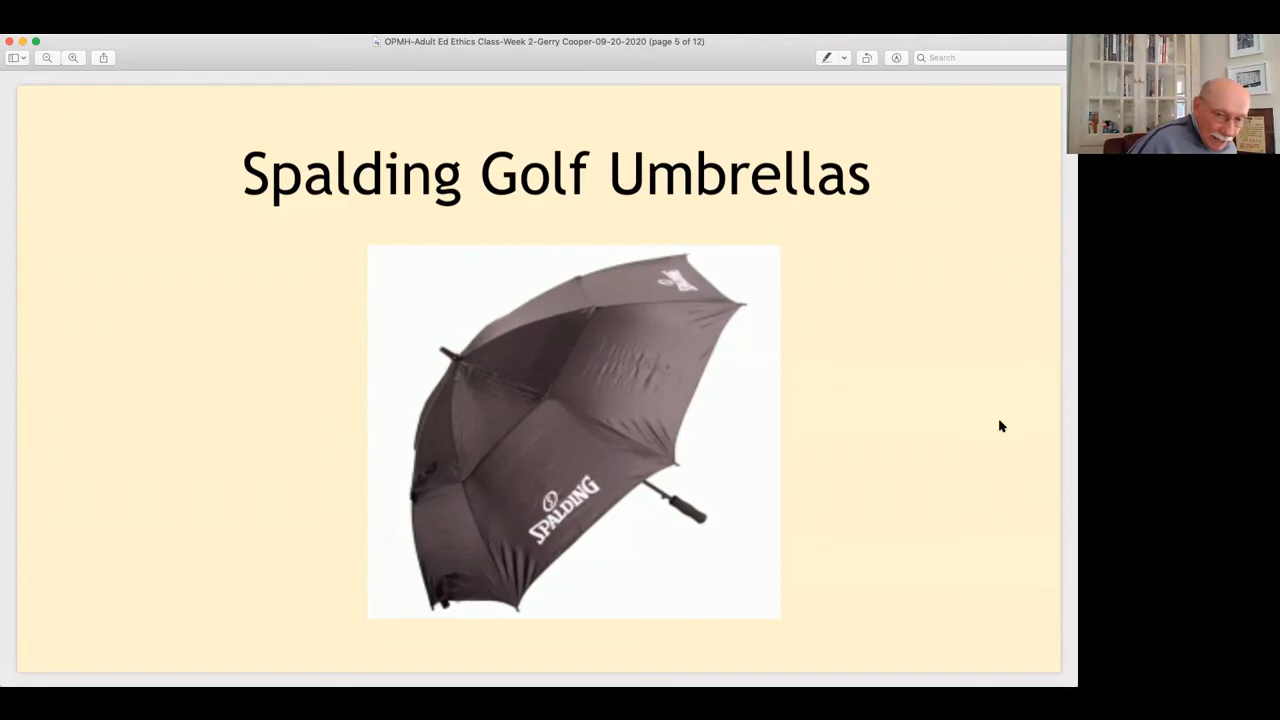 OPMH-Adult Ed Ethics Class-Week 2-Gerry Cooper-09-20-2020 (page 5 of 12)
Search
Spalding Golf Umbrellas
SPALDING